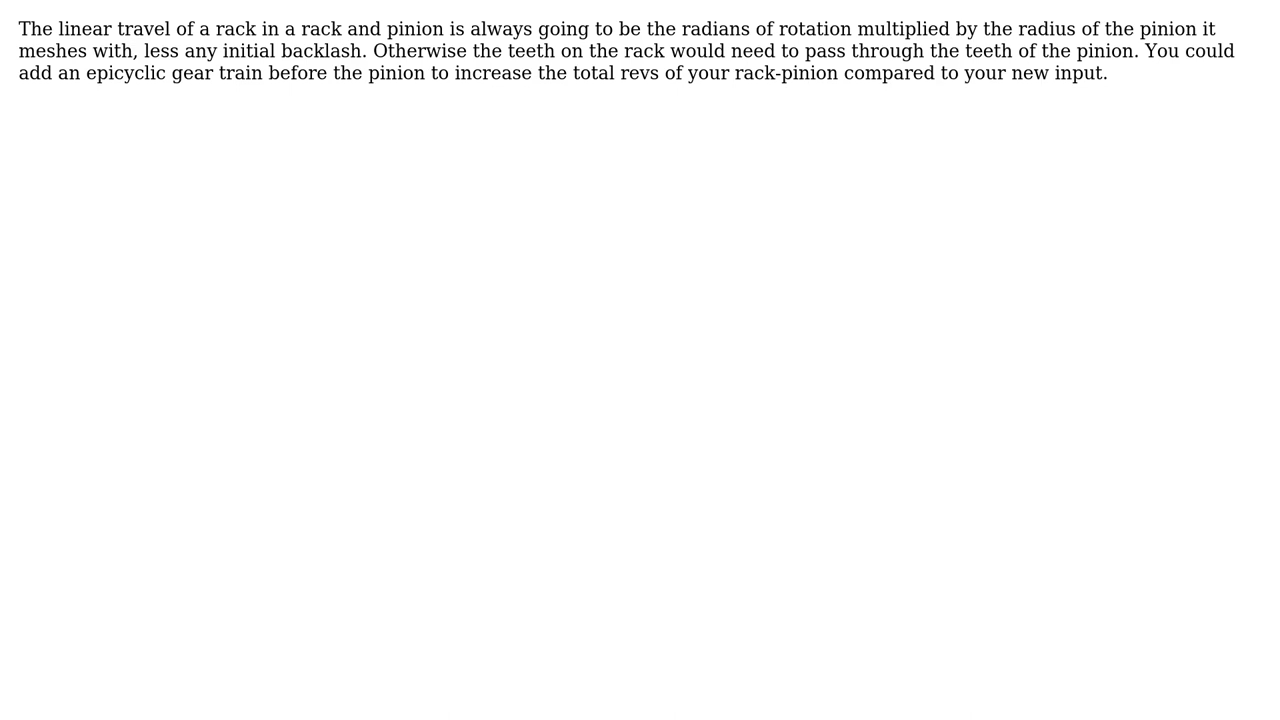 The linear travel of a rack in a rack and pinion is always going to be the radians of rotation multiplied by the radius of the pinion it
meshes with, less any initial backlash. Otherwise the teeth on the rack would need to pass through the teeth of the pinion. You could
add an epicyclic gear train before the pinion to increase the total revs of your rack-pinion compared to your new input.